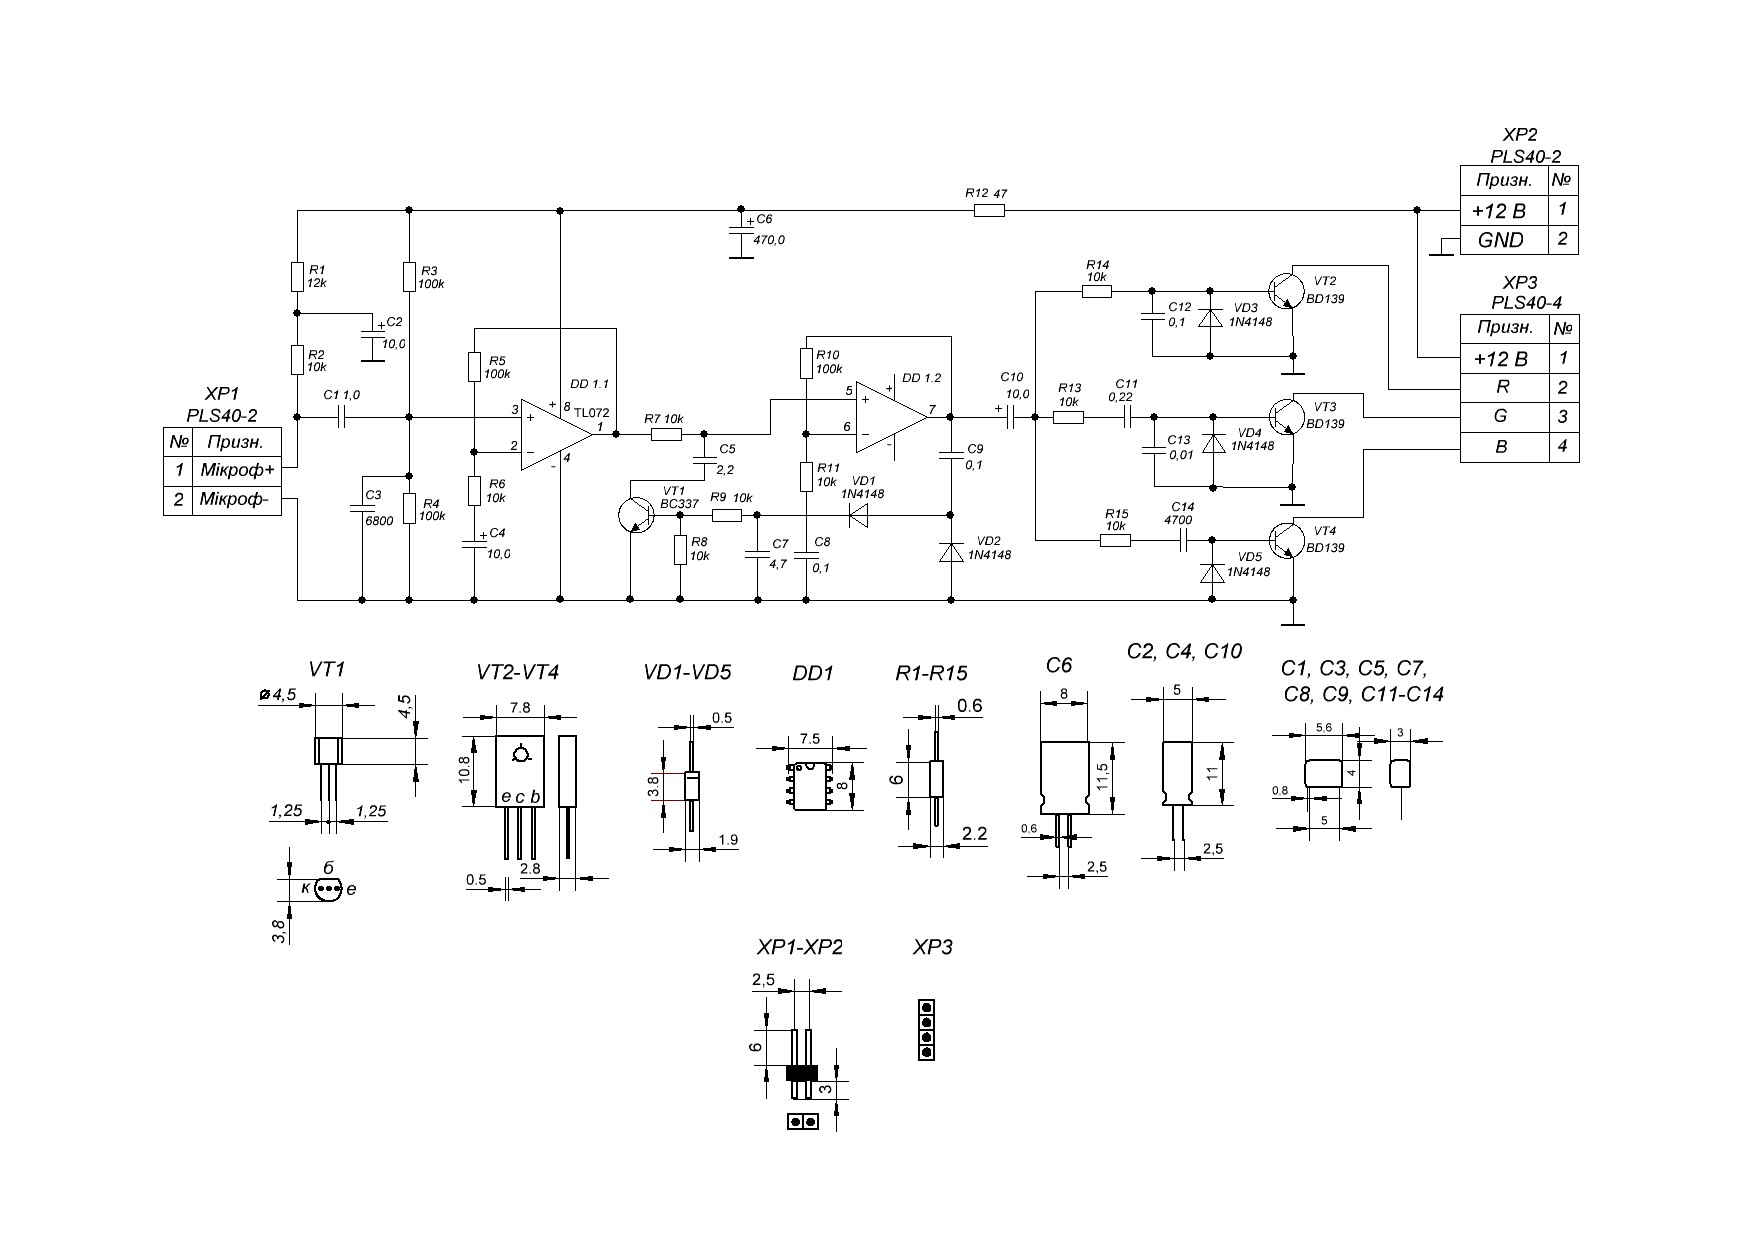 XP2
PLS40-2
Призн. №
+12 В 1
GND 2
R12 47
+ C6
470,0
XP3
PLS40-4
Призн. №
+12 В 1
R 2
G 3
B 4
R1
12k
R3
100k
R14
10k
VT2
BD139
C12
0,1
VD3
1N4148
+ C2
10,0
R2
10k
R5
100k
R10
100k
DD 1.1
DD 1.2
XP1
PLS40-2
№ Призн.
1 Мікроф+
2 Мікроф-
C1 1,0
3
2
+
-
+
8
TL072
1
4
-
R7 10k
5
6
+
-
+
-
7
C10
10,0
+
R13
10k
C11
0,22
VT3
BD139
C13
0,01
VD4
1N4148
C5
2,2
C9
0,1
R6
10k
R11
10k
VD1
1N4148
VT1
BC337
R9 10k
C3
6800
R4
100k
+ C4
10,0
R8
10k
C7
4,7
C8
0,1
VD2
1N4148
R15
10k
C14
4700
VT4
BD139
VD5
1N4148
VT1
VT2-VT4
VD1-VD5
DD1
R1-R15
C6
C2, C4, C10
C1, C3, C5, C7,
C8, C9, C11-C14
⌀4,5
4,5
1,25
1,25
б
к
е
3,8
7.8
10.8
e c b
0.5
2.8
0.5
3.8
1.9
7.5
8
0.6
6
2.2
8
11,5
0,6
2,5
5
11
2,5
5,6
3
4
0,8
5
XP1-XP2
XP3
2,5
6
3